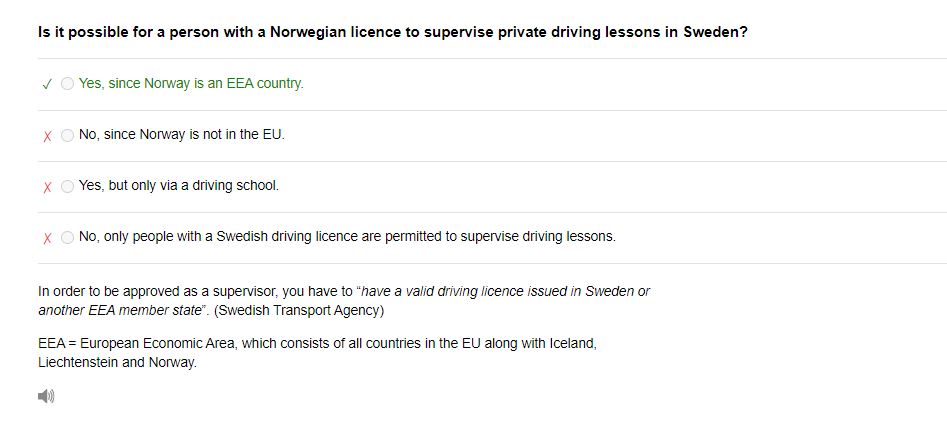 Is it possible for a person with a Norwegian licence to supervise private driving lessons in Sweden?
✓ Yes, since Norway is an EEA country.
X No, since Norway is not in the EU.
X Yes, but only via a driving school.
X No, only people with a Swedish driving licence are permitted to supervise driving lessons.
In order to be approved as a supervisor, you have to “have a valid driving licence issued in Sweden or
another EEA member state”. (Swedish Transport Agency)
EEA = European Economic Area, which consists of all countries in the EU along with Iceland,
Liechtenstein and Norway.